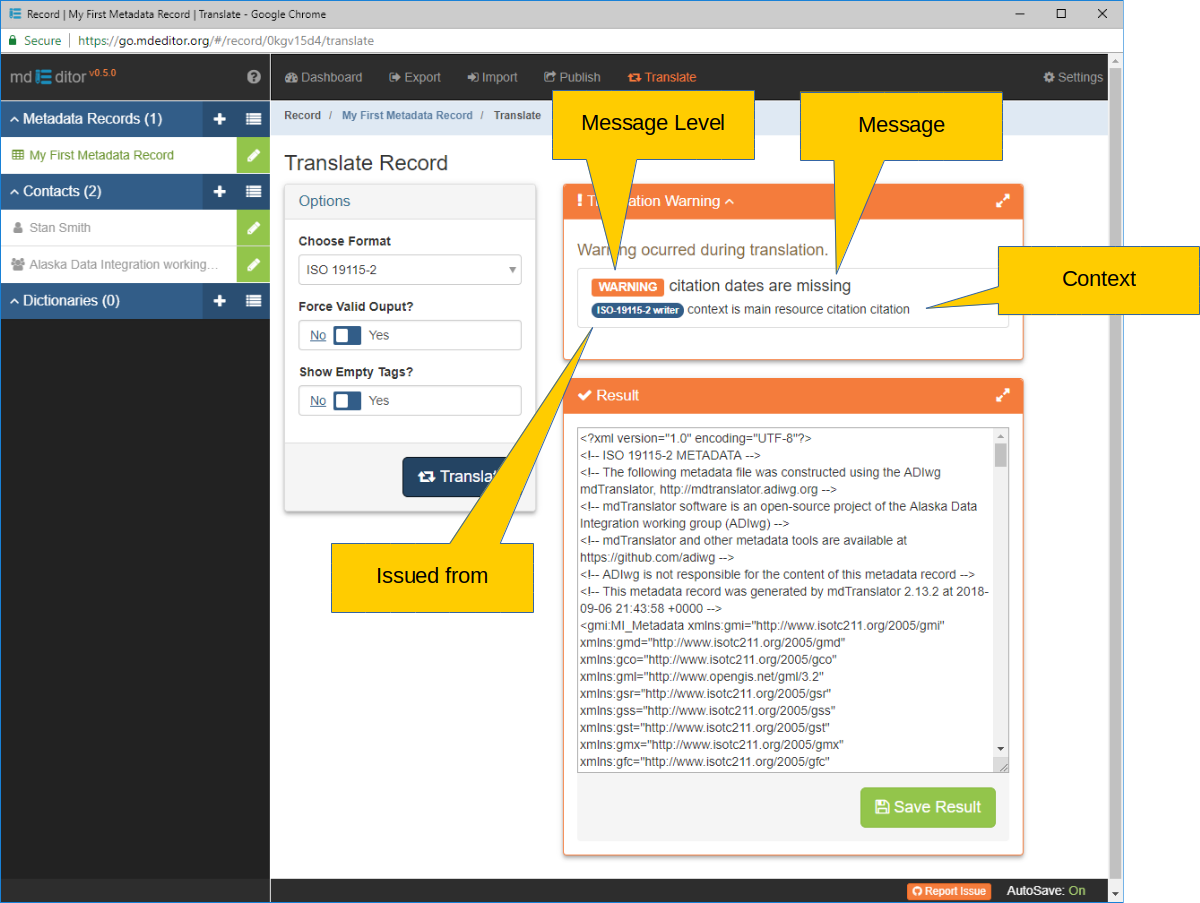 Record | My First Metadata Record | Translate - Google Chrome
Secure | https://go.mdeditor.org/#/record/0kgv15d4/translate
md ditor v0.5.0
Dashboard Export Import Publish Translate Settings
Metadata Records (1)
My First Metadata Record
Contacts (2)
Stan Smith
Alaska Data Integration working...
Dictionaries (0)
Record / My First Metadata Record / Translate
Message Level
Message
Context
Issued from
Translate Record
Options
Choose Format
ISO 19115-2
Force Valid Ouput?
No Yes
Show Empty Tags?
No Yes
Translat
! T ation Warning
Warning ocurred during translation.
WARNING citation dates are missing
ISO-19115-2 writer context is main resource citation citation
Result
<?xml version="1.0" encoding="UTF-8"?>
<!-- ISO 19115-2 METADATA -->
<!-- The following metadata file was constructed using the ADIwg
mdTranslator, http://mdtranslator.adiwg.org -->
<!-- mdTranslator software is an open-source project of the Alaska Data
Integration working group (ADIwg) -->
<!-- mdTranslator and other metadata tools are available at
https://github.com/adiwg -->
<!-- ADIwg is not responsible for the content of this metadata record -->
<!-- This metadata record was generated by mdTranslator 2.13.2 at 2018-
09-06 21:43:58 +0000 -->
<gmi:MI_Metadata xmlns:gmi="http://www.isotc211.org/2005/gmi"
xmlns:gmd="http://www.isotc211.org/2005/gmd"
xmlns:gco="http://www.isotc211.org/2005/gco"
xmlns:gml="http://www.opengis.net/gml/3.2"
xmlns:gsr="http://www.isotc211.org/2005/gsr"
xmlns:gss="http://www.isotc211.org/2005/gss"
xmlns:gst="http://www.isotc211.org/2005/gst"
xmlns:gmx="http://www.isotc211.org/2005/gmx"
xmlns:gfc="http://www.isotc211.org/2005/gfc"
Save Result
Report Issue AutoSave: On